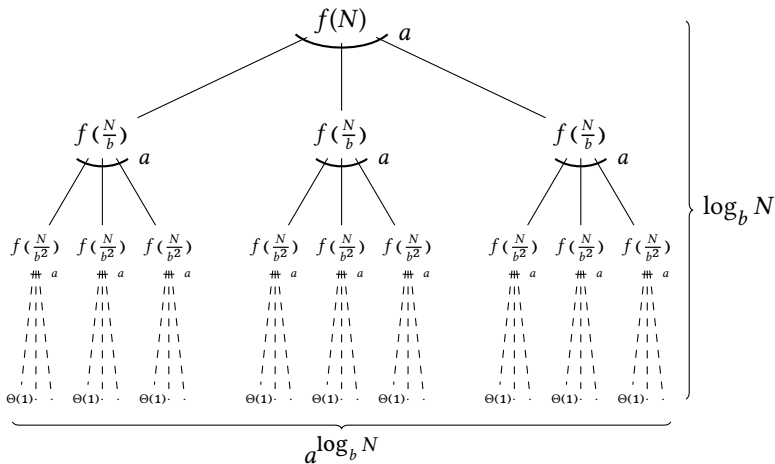 f(N)
a
f(N/b) f(N/b) f(N/b)
a a a
log_b N
f(N/b²) f(N/b²) f(N/b²) f(N/b²) f(N/b²) f(N/b²) f(N/b²) f(N/b²) f(N/b²)
a a a a a a a a a
Θ(1)· · Θ(1)· · Θ(1)· · Θ(1)· · Θ(1)· · Θ(1)· · Θ(1)· · Θ(1)· · Θ(1)· ·
a^{log_b N}